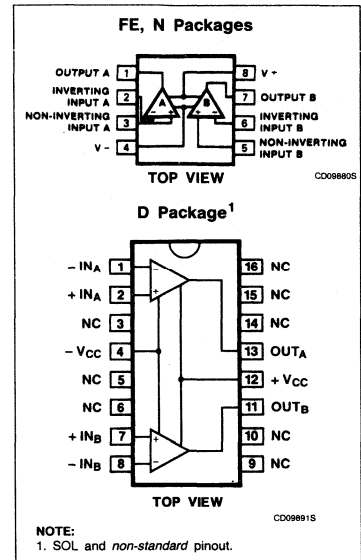 FE, N Packages
OUTPUT A 1
8 V +
INVERTING INPUT A 2
7 OUTPUT B
NON-INVERTING INPUT A 3
6 INVERTING INPUT B
V - 4
5 NON-INVERTING INPUT B
A B
- + + -
TOP VIEW
CD09880S
D Package1
- INA 1 - 16 NC
+ INA 2 + 15 NC
NC 3 14 NC
- VCC 4 13 OUTA
NC 5 12 + VCC
NC 6 11 OUTB
+ INB 7 + 10 NC
- INB 8 - 9 NC
TOP VIEW
CD09891S
NOTE:
1. SOL and non-standard pinout.